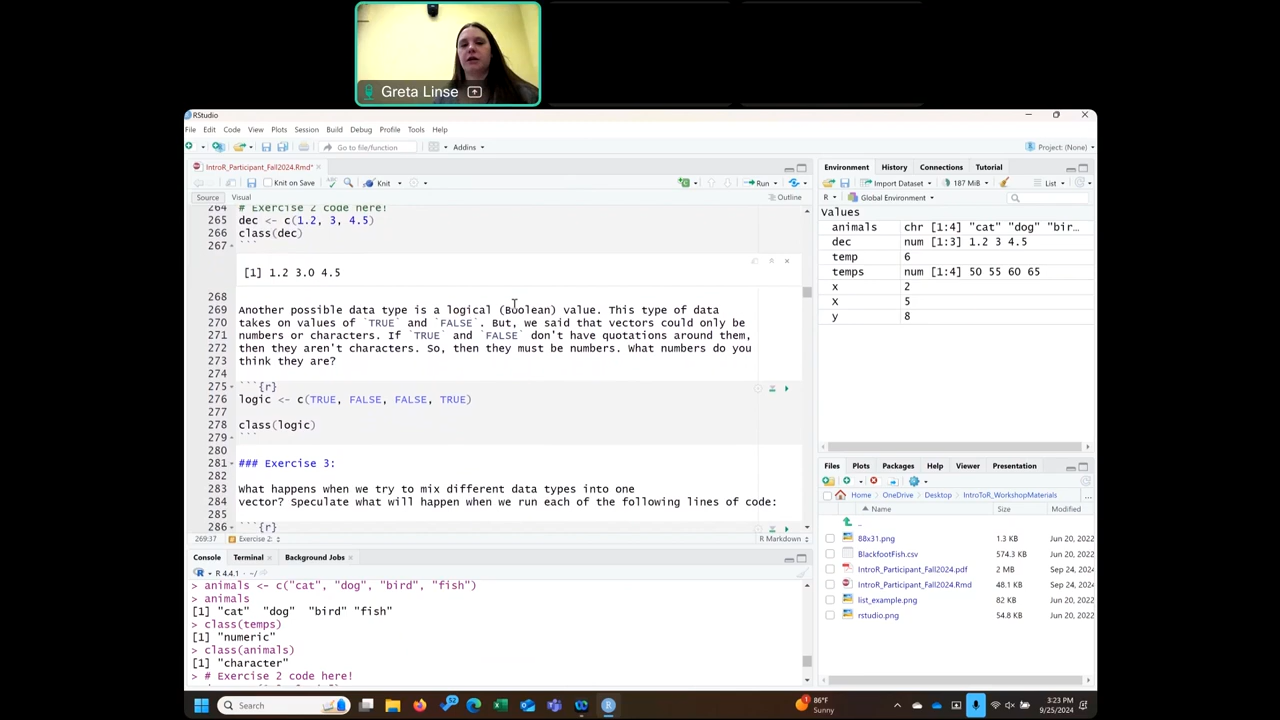 Greta Linse
RStudio
File Edit Code View Plots Session Build Debug Profile Tools Help
Go to file/function
Addins
Project: (None)
IntroR_Participant_Fall2024.Rmd*
Knit on Save
Knit
Run
Source Visual
Outline
264 # Exercise 2 code here!
265 dec <- c(1.2, 3, 4.5)
266 class(dec)
267 ```
[1] 1.2 3.0 4.5
268
269 Another possible data type is a logical (Boolean) value. This type of data
270 takes on values of `TRUE` and `FALSE`. But, we said that vectors could only be
271 numbers or characters. If `TRUE` and `FALSE` don't have quotations around them,
272 then they aren't characters. So, then they must be numbers. What numbers do you
273 think they are?
274
275 ```{r}
276 logic <- c(TRUE, FALSE, FALSE, TRUE)
277
278 class(logic)
279 ```
280
281 ### Exercise 3:
282
283 What happens when we try to mix different data types into one
284 vector? Speculate what will happen when we run each of the following lines of code:
285
286 ```{r}
269:37 Exercise 2: R Markdown
Console Terminal Background Jobs
R 4.4.1 · ~/
> animals <- c("cat", "dog", "bird", "fish")
> animals
[1] "cat" "dog" "bird" "fish"
> class(temps)
[1] "numeric"
> class(animals)
[1] "character"
> # Exercise 2 code here!
Environment History Connections Tutorial
Import Dataset 187 MiB List
R Global Environment
Values
animals chr [1:4] "cat" "dog" "bir…
dec num [1:3] 1.2 3 4.5
temp 6
temps num [1:4] 50 55 60 65
x 2
X 5
y 8
Files Plots Packages Help Viewer Presentation
Home OneDrive Desktop IntroToR_WorkshopMaterials ...
Name Size Modified
..
88x31.png 1.3 KB Jun 20, 2022
BlackfootFish.csv 574.3 KB Jun 20, 2022
IntroR_Participant_Fall2024.pdf 2 MB Sep 24, 2024
IntroR_Participant_Fall2024.Rmd 48.1 KB Sep 24, 2024
list_example.png 82 KB Jun 20, 2022
rstudio.png 54.8 KB Jun 20, 2022
Search
86°F
Sunny
3:23 PM
9/25/2024